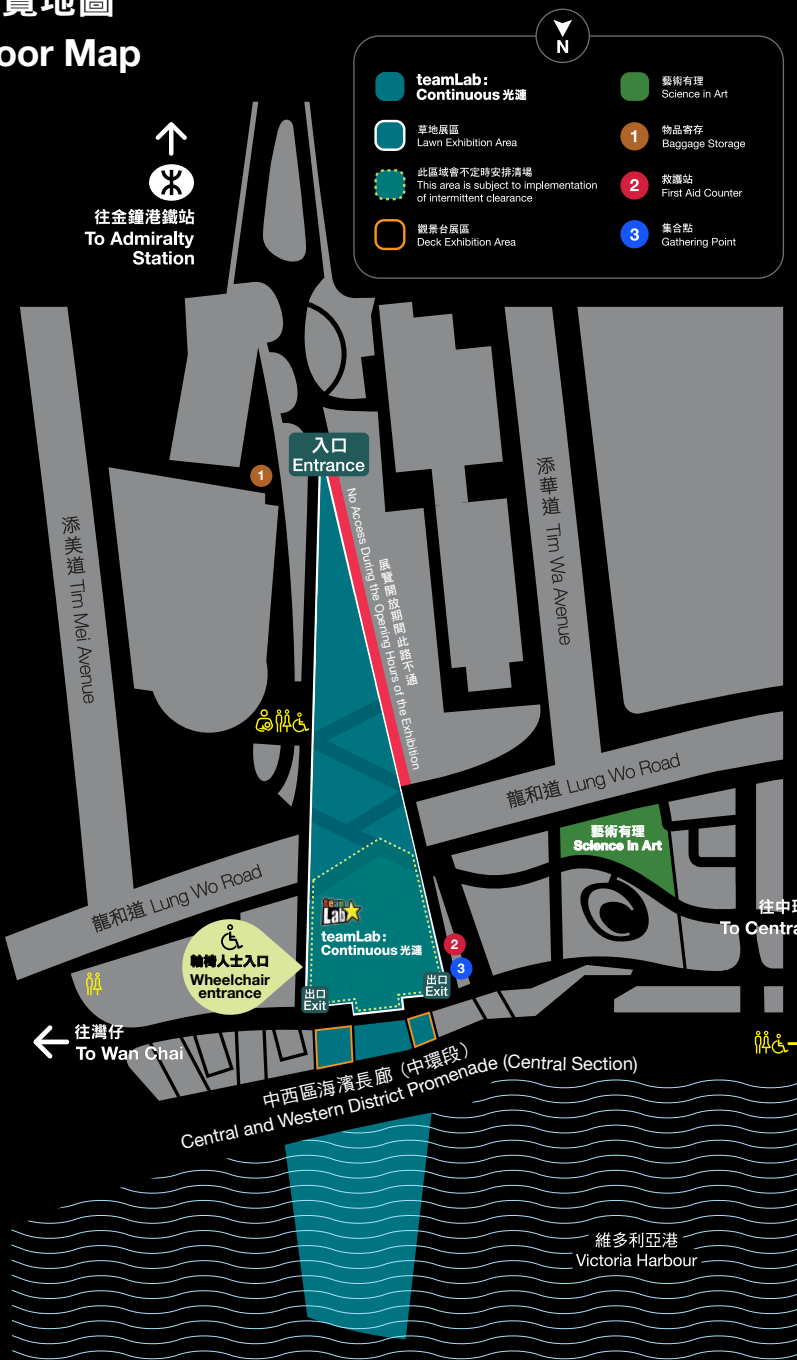 覽地圖
oor Map
N
teamLab:
Continuous 光漣
草地展區
Lawn Exhibition Area
此區域會不定時安排清場
This area is subject to implementation
of intermittent clearance
觀景台展區
Deck Exhibition Area
藝術有理
Science in Art
1
物品寄存
Baggage Storage
2
救護站
First Aid Counter
3
集合點
Gathering Point
往金鐘港鐵站
To Admiralty
Station
入口
Entrance
1
展覽開放期間此路不通
No Access During the Opening Hours of the Exhibition
添美道 Tim Mei Avenue
添華道 Tim Wa Avenue
龍和道 Lung Wo Road
藝術有理
Science in Art
龍和道 Lung Wo Road
往中環
To Centra
team
Lab
teamLab:
Continuous 光漣
2
3
輪椅人士入口
Wheelchair
entrance
出口
Exit
出口
Exit
往灣仔
To Wan Chai
中西區海濱長廊（中環段）
Central and Western District Promenade (Central Section)
維多利亞港
Victoria Harbour